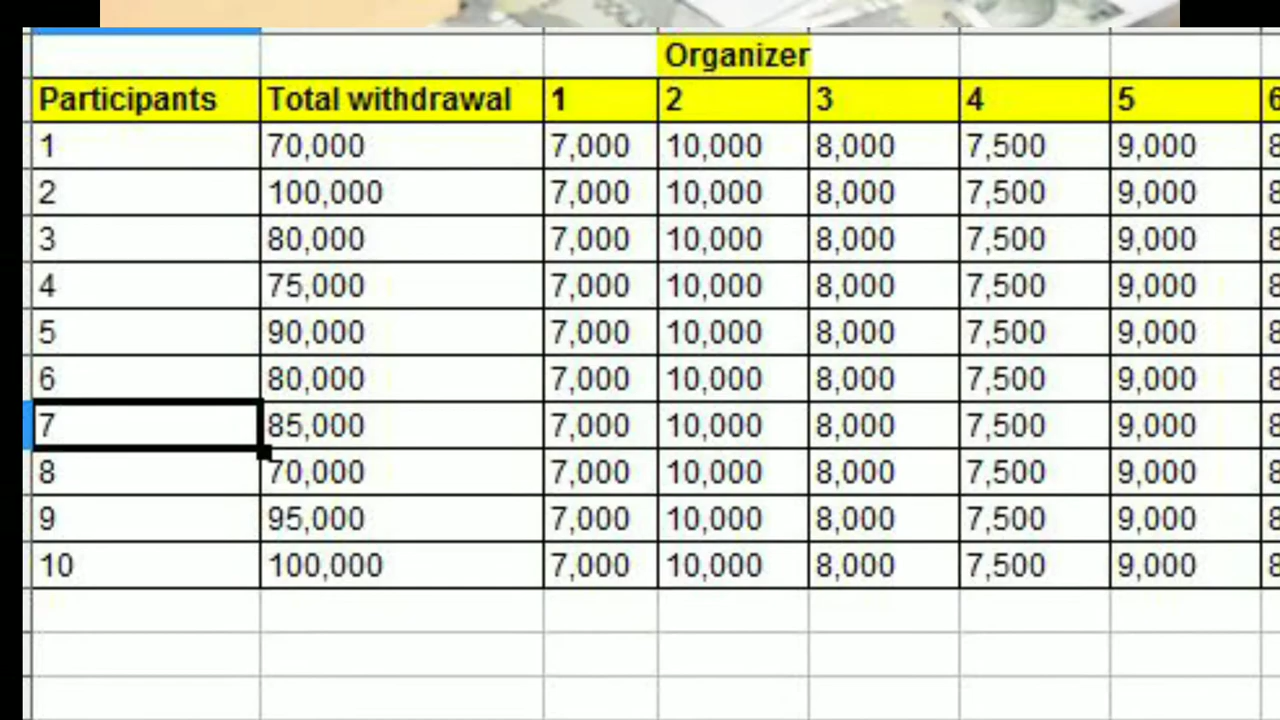 Organizer
Participants Total withdrawal 1 2 3 4 5 6
1 70,000 7,000 10,000 8,000 7,500 9,000
2 100,000 7,000 10,000 8,000 7,500 9,000
3 80,000 7,000 10,000 8,000 7,500 9,000
4 75,000 7,000 10,000 8,000 7,500 9,000
5 90,000 7,000 10,000 8,000 7,500 9,000
6 80,000 7,000 10,000 8,000 7,500 9,000
7 85,000 7,000 10,000 8,000 7,500 9,000
8 70,000 7,000 10,000 8,000 7,500 9,000
9 95,000 7,000 10,000 8,000 7,500 9,000
10 100,000 7,000 10,000 8,000 7,500 9,000